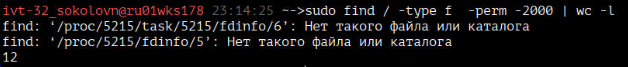 ivt-32_sokolovn@ru01wks178 23:14:25 ~-->sudo find / -type f  -perm -2000 | wc -l
find: ‘/proc/5215/task/5215/fdinfo/6’: Нет такого файла или каталога
find: ‘/proc/5215/fdinfo/5’: Нет такого файла или каталога
12